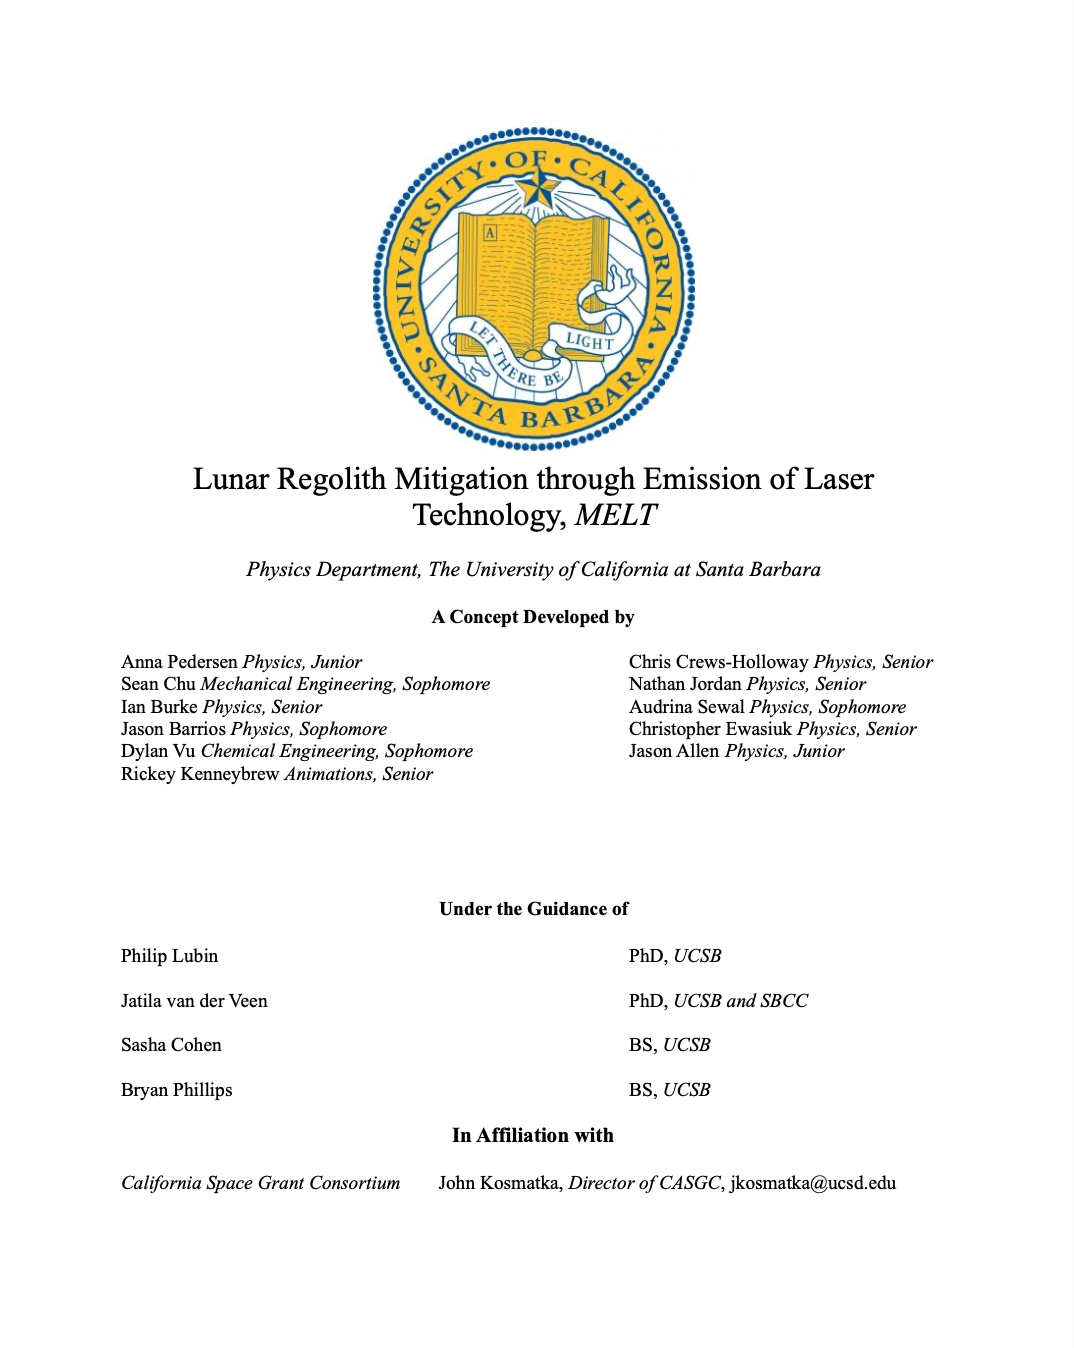 UNIVERSITY OF CALIFORNIA
A
LET THERE BE LIGHT
SANTA BARBARA
Lunar Regolith Mitigation through Emission of Laser
Technology, MELT
Physics Department, The University of California at Santa Barbara
A Concept Developed by
Anna Pedersen Physics, Junior
Sean Chu Mechanical Engineering, Sophomore
Ian Burke Physics, Senior
Jason Barrios Physics, Sophomore
Dylan Vu Chemical Engineering, Sophomore
Rickey Kenneybrew Animations, Senior
Chris Crews-Holloway Physics, Senior
Nathan Jordan Physics, Senior
Audrina Sewal Physics, Sophomore
Christopher Ewasiuk Physics, Senior
Jason Allen Physics, Junior
Under the Guidance of
Philip Lubin PhD, UCSB
Jatila van der Veen PhD, UCSB and SBCC
Sasha Cohen BS, UCSB
Bryan Phillips BS, UCSB
In Affiliation with
California Space Grant Consortium John Kosmatka, Director of CASGC, jkosmatka@ucsd.edu